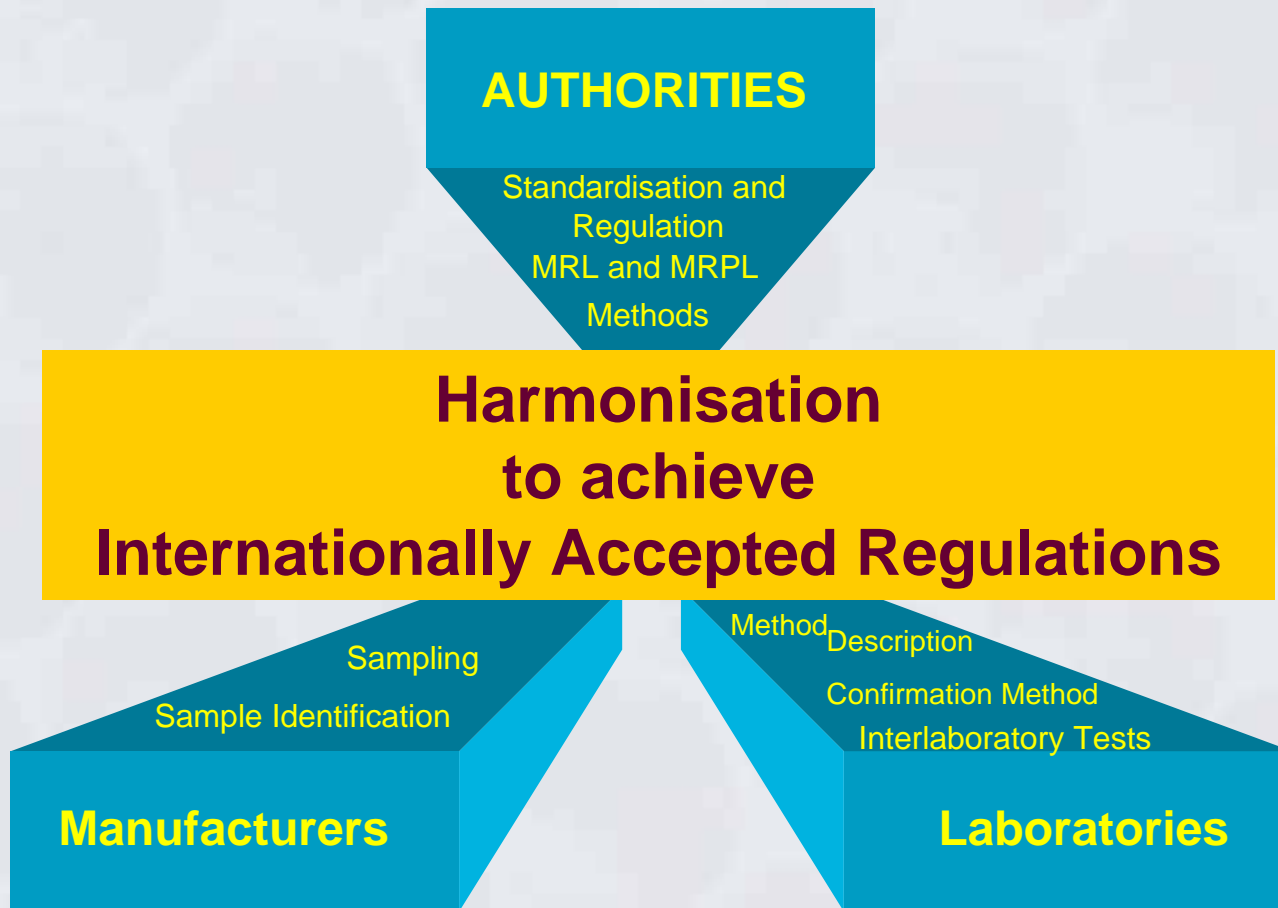 AUTHORITIES
Standardisation and
Regulation
MRL and MRPL
Methods
Harmonisation
to achieve
Internationally Accepted Regulations
Sampling
Sample Identification
Manufacturers
Method Description
Confirmation Method
Interlaboratory Tests
Laboratories